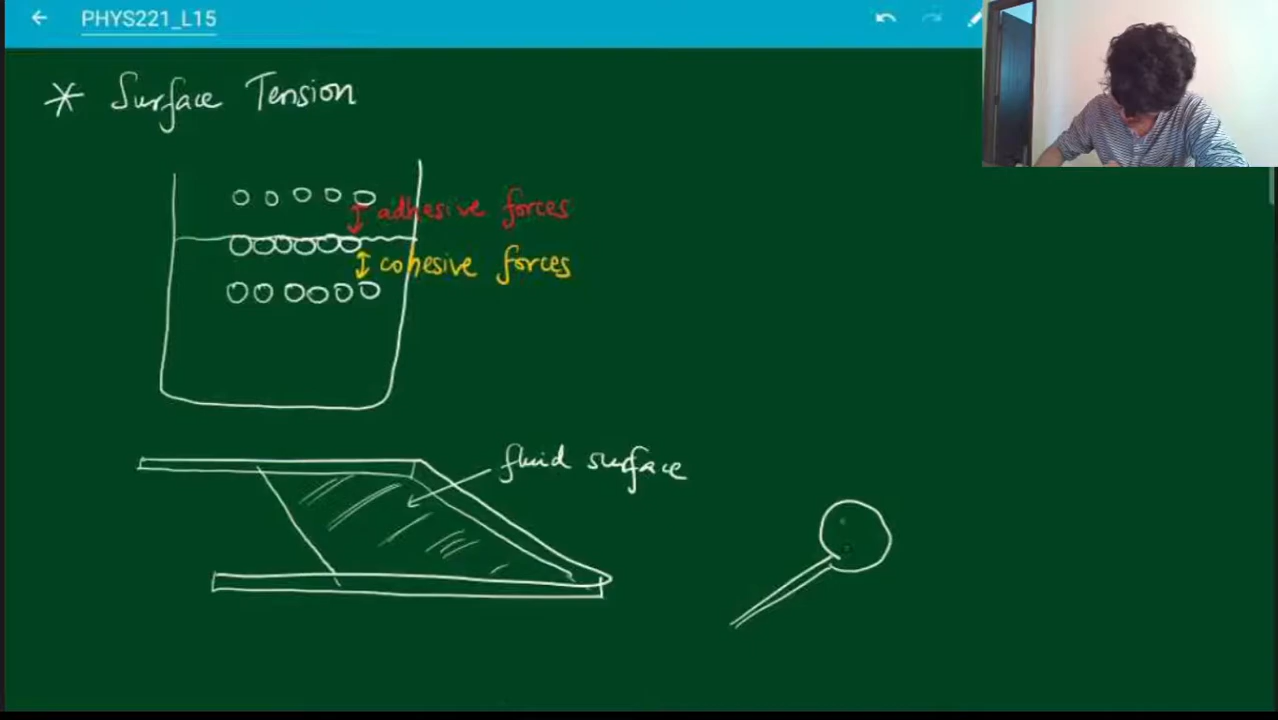 PHYS221_L15
* Surface Tension
adhesive forces
cohesive forces
fluid surface